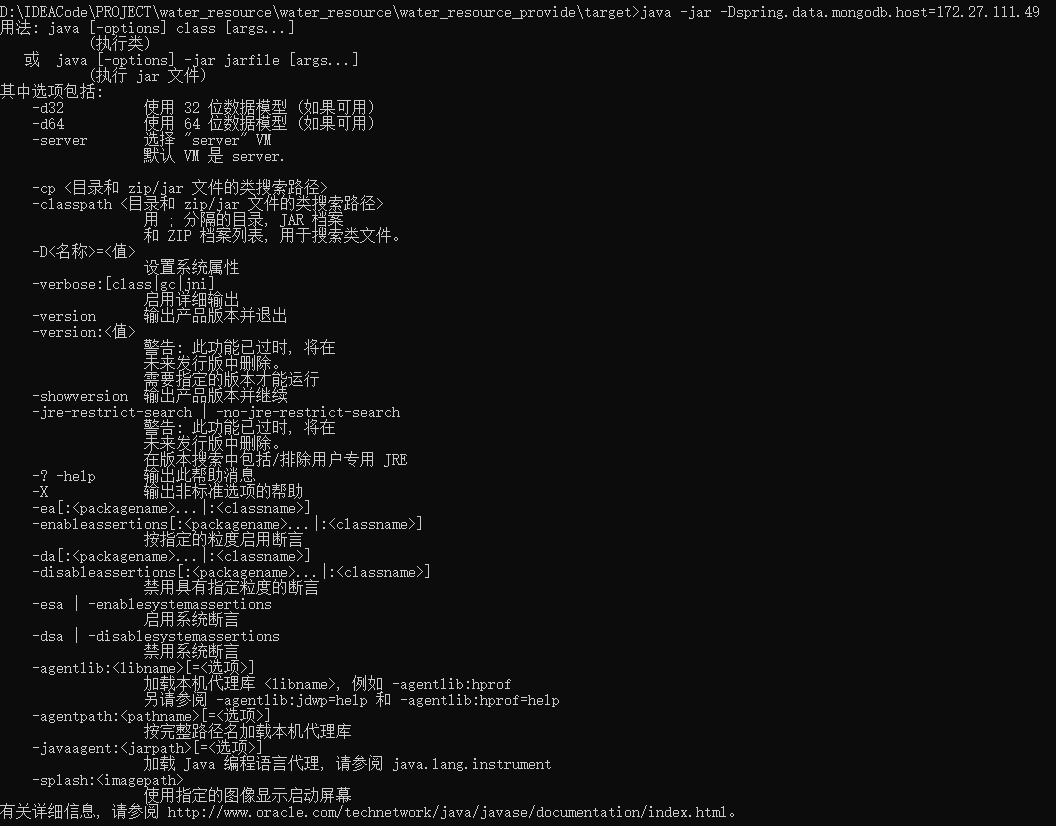 D:\IDEACode\PROJECT\water_resource\water_resource\water_resource_provide\target>java -jar -Dspring.data.mongodb.host=172.27.111.49
用法: java [-options] class [args...]
(执行类)
或  java [-options] -jar jarfile [args...]
(执行 jar 文件)
其中选项包括:
-d32 使用 32 位数据模型 (如果可用)
-d64 使用 64 位数据模型 (如果可用)
-server 选择 "server" VM
默认 VM 是 server.
-cp <目录和 zip/jar 文件的类搜索路径>
-classpath <目录和 zip/jar 文件的类搜索路径>
用 ; 分隔的目录, JAR 档案
和 ZIP 档案列表, 用于搜索类文件。
-D<名称>=<值>
设置系统属性
-verbose:[class|gc|jni]
启用详细输出
-version 输出产品版本并退出
-version:<值>
警告: 此功能已过时, 将在
未来发行版中删除。
需要指定的版本才能运行
-showversion 输出产品版本并继续
-jre-restrict-search | -no-jre-restrict-search
警告: 此功能已过时, 将在
未来发行版中删除。
在版本搜索中包括/排除用户专用 JRE
-? -help 输出此帮助消息
-X 输出非标准选项的帮助
-ea[:<packagename>...|:<classname>]
-enableassertions[:<packagename>...|:<classname>]
按指定的粒度启用断言
-da[:<packagename>...|:<classname>]
-disableassertions[:<packagename>...|:<classname>]
禁用具有指定粒度的断言
-esa | -enablesystemassertions
启用系统断言
-dsa | -disablesystemassertions
禁用系统断言
-agentlib:<libname>[=<选项>]
加载本机代理库 <libname>, 例如 -agentlib:hprof
另请参阅 -agentlib:jdwp=help 和 -agentlib:hprof=help
-agentpath:<pathname>[=<选项>]
按完整路径名加载本机代理库
-javaagent:<jarpath>[=<选项>]
加载 Java 编程语言代理, 请参阅 java.lang.instrument
-splash:<imagepath>
使用指定的图像显示启动屏幕
有关详细信息, 请参阅 http://www.oracle.com/technetwork/java/javase/documentation/index.html。